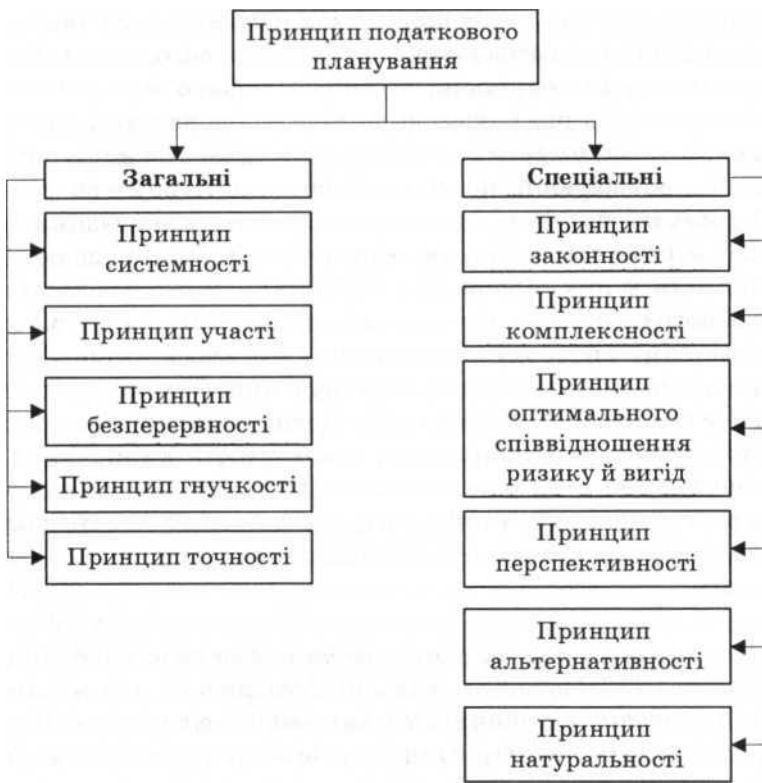 Принцип податкового
планування
Загальні
Принцип
системності
Принцип участі
Принцип
безперервності
Принцип гнучкості
Принцип точності
Спеціальні
Принцип
законності
Принцип
комплексності
Принцип
оптимального
співвідношення
ризику й вигід
Принцип
перспективності
Принцип
альтернативності
Принцип
натуральності